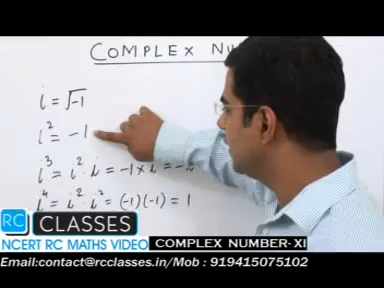 COMPLEX NU
i = √-1
i² = -1
i³ = i² · i = -1 × i = -i
i⁴ = i² · i² = (-1)(-1) = 1
RC CLASSES
NCERT RC MATHS VIDEO
COMPLEX NUMBER-XI
Email:contact@rcclasses.in/Mob : 919415075102